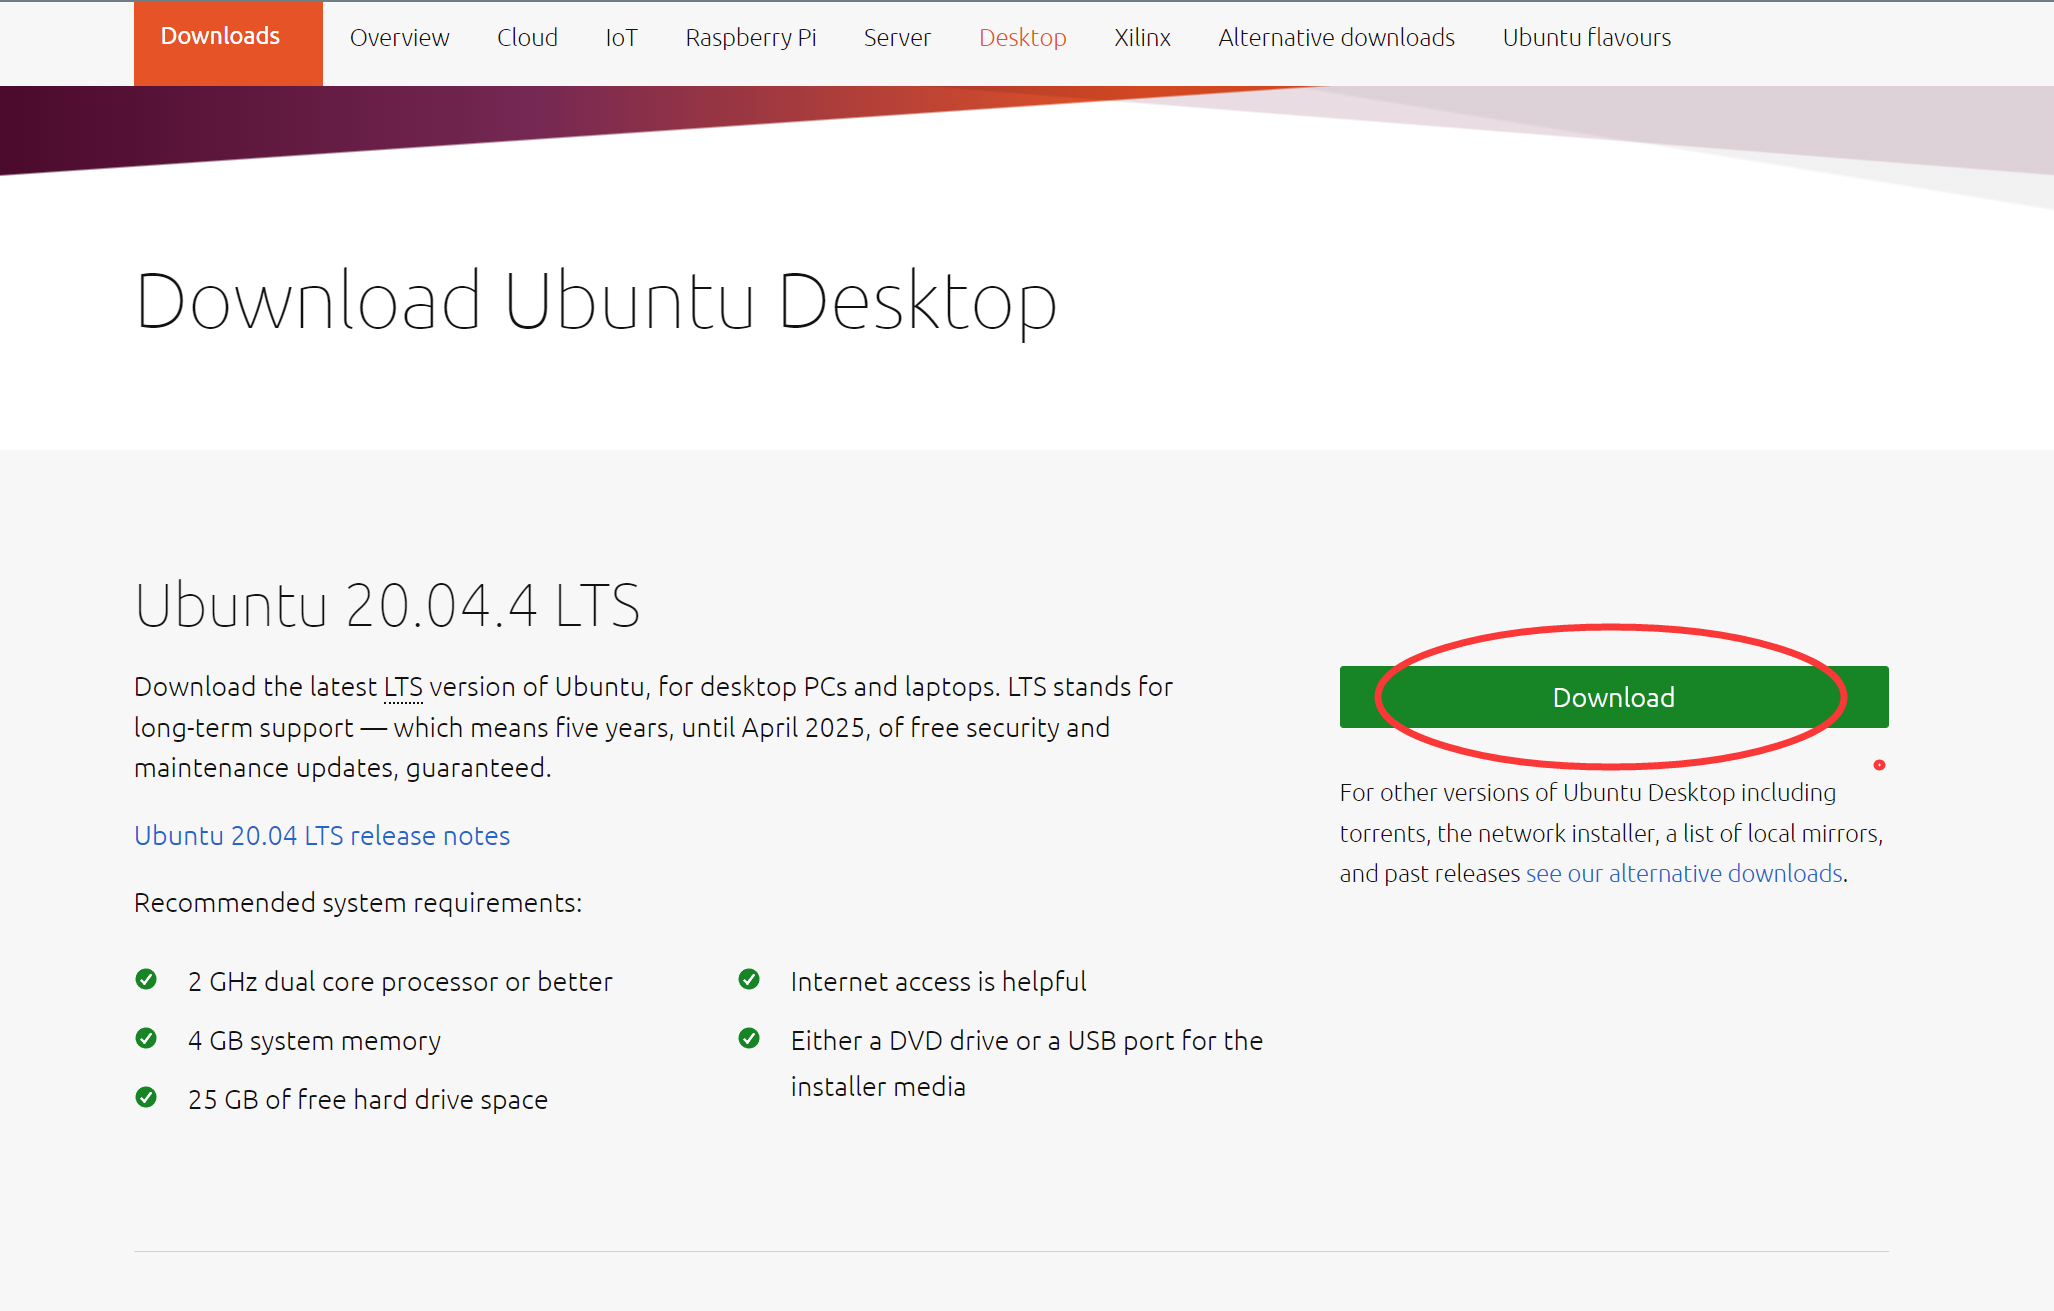 Downloads Overview Cloud IoT Raspberry Pi Server Desktop Xilinx Alternative downloads Ubuntu flavours
Download Ubuntu Desktop
Ubuntu 20.04.4 LTS
Download the latest LTS version of Ubuntu, for desktop PCs and laptops. LTS stands for
long-term support — which means five years, until April 2025, of free security and
maintenance updates, guaranteed.
Ubuntu 20.04 LTS release notes
Recommended system requirements:
2 GHz dual core processor or better
4 GB system memory
25 GB of free hard drive space
Internet access is helpful
Either a DVD drive or a USB port for the
installer media
Download
For other versions of Ubuntu Desktop including
torrents, the network installer, a list of local mirrors,
and past releases see our alternative downloads.